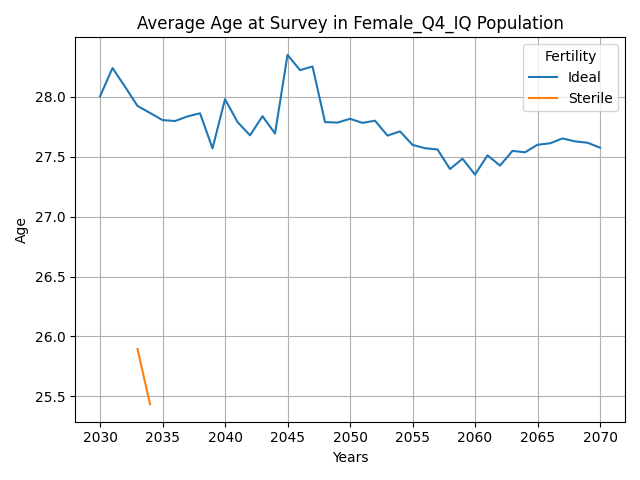 Average Age at Survey in Female_Q4_IQ Population
Fertility
Ideal
Sterile
28.0
27.5
27.0
26.5
26.0
25.5
Age
2030 2035 2040 2045 2050 2055 2060 2065 2070
Years